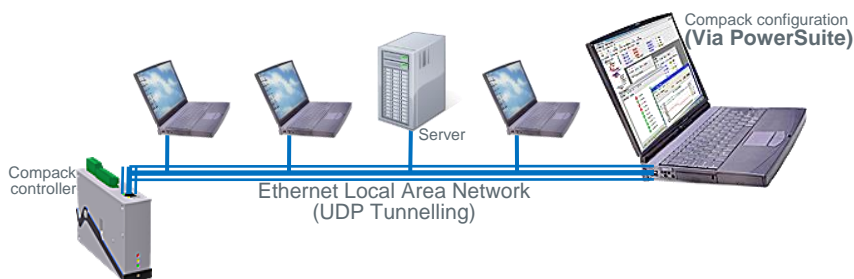 Compack configuration
(Via PowerSuite)
Server
Compack
controller
Ethernet Local Area Network
(UDP Tunnelling)